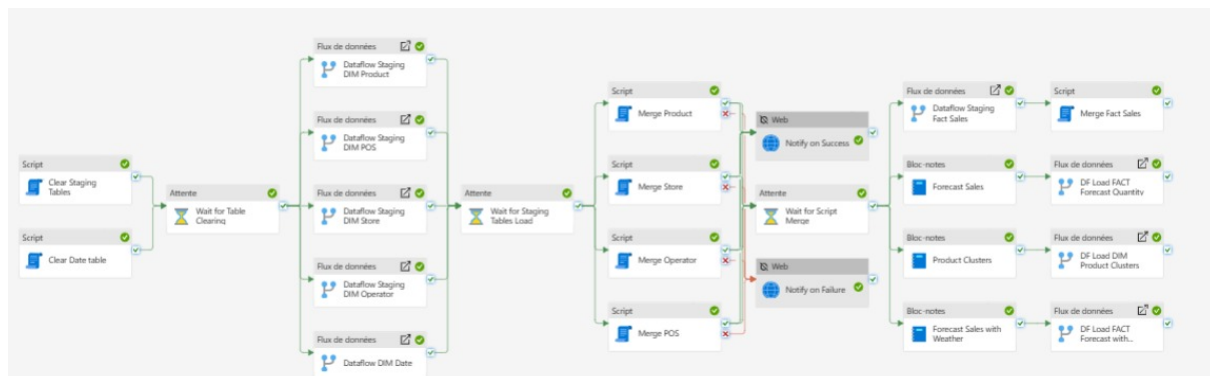 Script
Clear Staging
Tables
Script
Clear Date table
Attente
Wait for Table
Clearing
Flux de données
Dataflow Staging
DIM Product
Flux de données
Dataflow Staging
DIM POS
Flux de données
Dataflow Staging
DIM Store
Flux de données
Dataflow Staging
DIM Operator
Flux de données
Dataflow DIM Date
Attente
Wait for Staging
Tables Load
Script
Merge Product
Script
Merge Store
Script
Merge Operator
Script
Merge POS
Web
Notify on Success
Attente
Wait for Script
Merge
Web
Notify on Failure
Flux de données
Dataflow Staging
Fact Sales
Script
Merge Fact Sales
Bloc-notes
Forecast Sales
Flux de données
DF Load FACT
Forecast Quantity
Bloc-notes
Product Clusters
Flux de données
DF Load DIM
Product Clusters
Bloc-notes
Forecast Sales with
Weather
Flux de données
DF Load FACT
Forecast with...